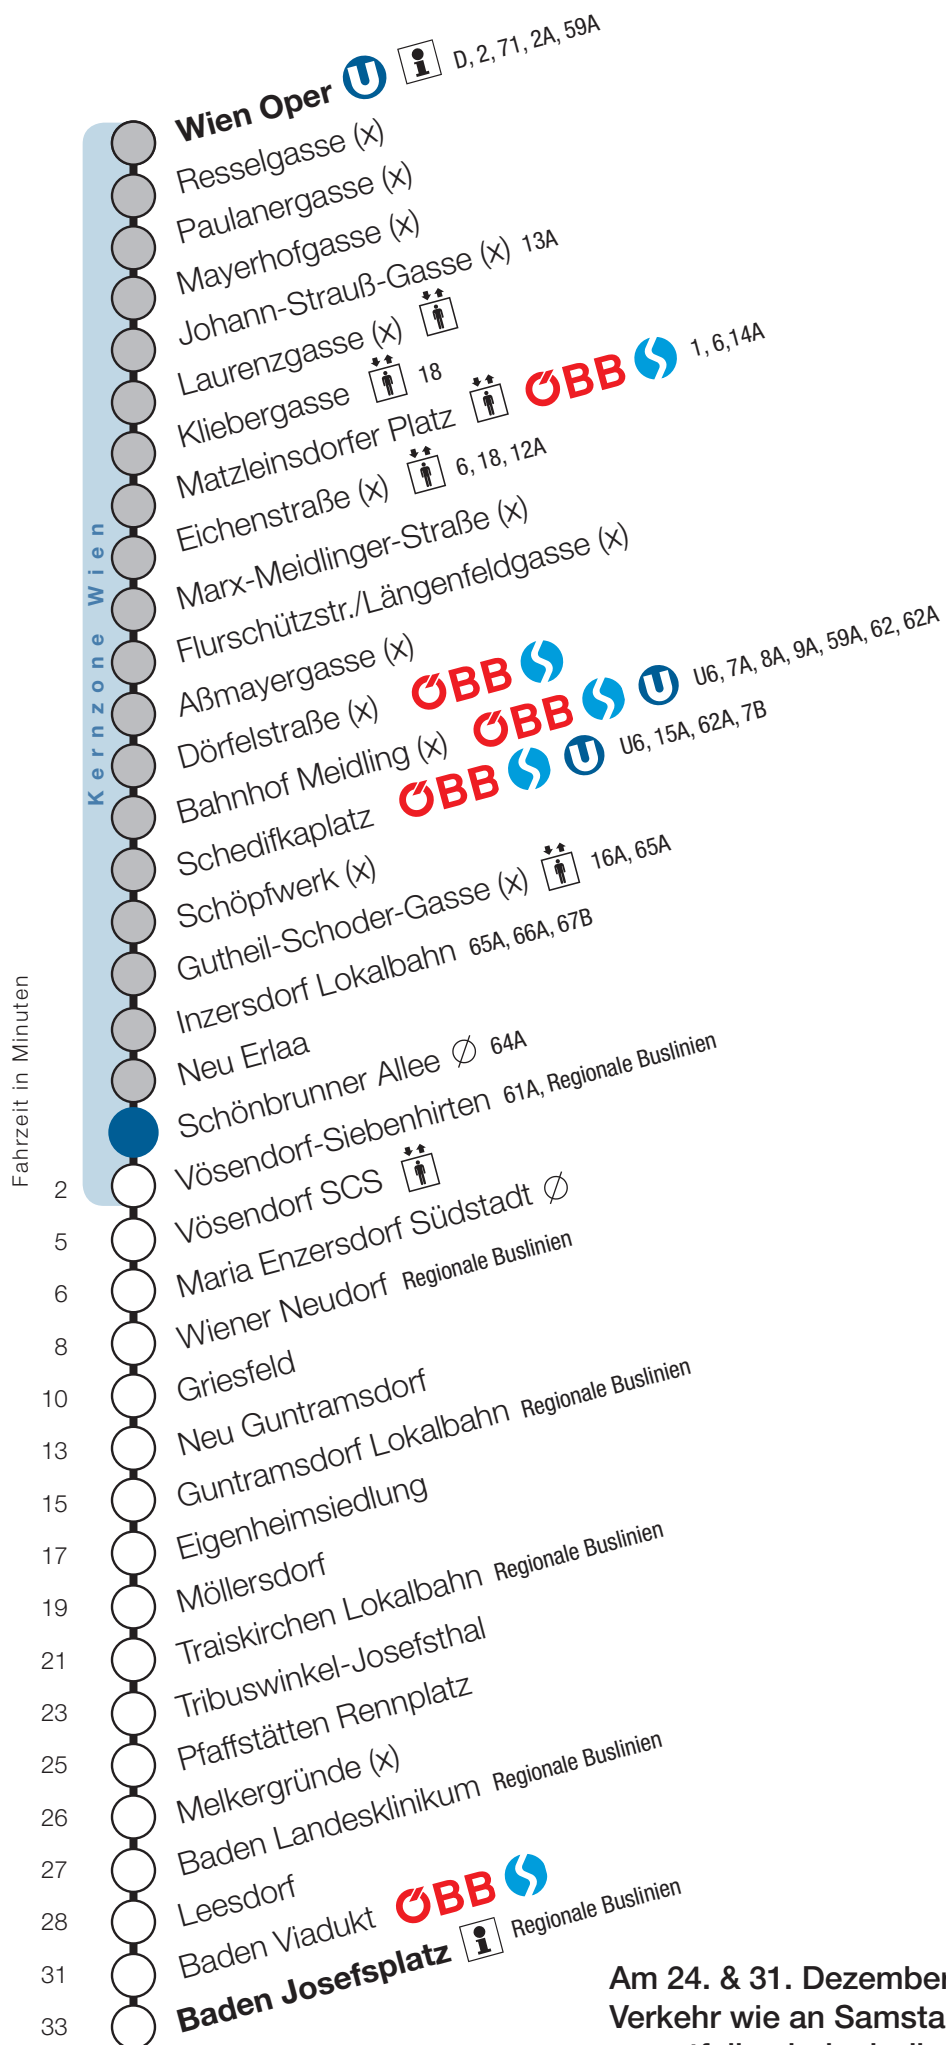 Wien Oper U i D, 2, 71, 2A, 59A
Resselgasse (x)
Paulanergasse (x)
Mayerhofgasse (x)
Johann-Strauß-Gasse (x) 13A
Laurenzgasse (x)
Kliebergasse 18
Matzleinsdorfer Platz ÖBB S 1, 6,14A
Eichenstraße (x) 6, 18, 12A
Marx-Meidlinger-Straße (x)
Flurschützstr./Längenfeldgasse (x)
Aßmayergasse (x)
Dörfelstraße (x) ÖBB S
Bahnhof Meidling (x) ÖBB S U U6, 7A, 8A, 9A, 59A, 62, 62A
Schedifkaplatz ÖBB S U U6, 15A, 62A, 7B
Schöpfwerk (x)
Gutheil-Schoder-Gasse (x) 16A, 65A
Inzersdorf Lokalbahn 65A, 66A, 67B
Neu Erlaa
Schönbrunner Allee ∅ 64A
Kernzone Wien
Fahrzeit in Minuten
2 Vösendorf-Siebenhirten 61A, Regionale Buslinien
5 Vösendorf SCS
6 Maria Enzersdorf Südstadt ∅
8 Wiener Neudorf Regionale Buslinien
10 Griesfeld
13 Neu Guntramsdorf
15 Guntramsdorf Lokalbahn Regionale Buslinien
17 Eigenheimsiedlung
19 Möllersdorf
21 Traiskirchen Lokalbahn Regionale Buslinien
23 Tribuswinkel-Josefsthal
25 Pfaffstätten Rennplatz
26 Melkergründe (x)
27 Baden Landesklinikum Regionale Buslinien
28 Leesdorf
31 Baden Viadukt ÖBB S
33 Baden Josefsplatz i Regionale Buslinien
Am 24. & 31. Dezember
Verkehr wie an Samsta